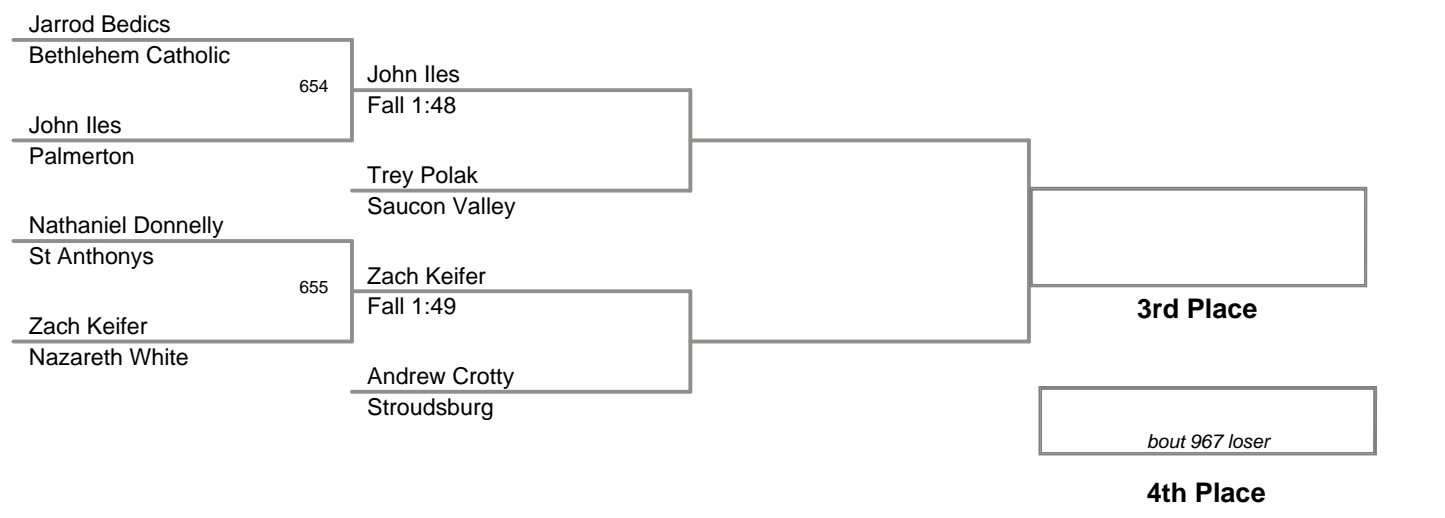 Jarrod Bedics
Bethlehem Catholic
654
John Iles
Fall 1:48
John Iles
Palmerton
Trey Polak
Saucon Valley
Nathaniel Donnelly
St Anthonys
655
Zach Keifer
Fall 1:49
Zach Keifer
Nazareth White
Andrew Crotty
Stroudsburg
3rd Place
bout 967 loser
4th Place